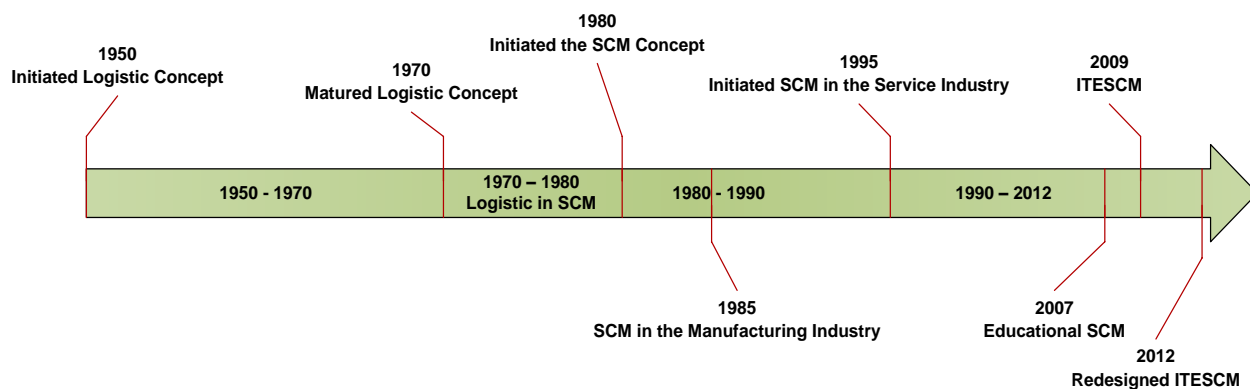 1950
Initiated Logistic Concept
1970
Matured Logistic Concept
1980
Initiated the SCM Concept
1995
Initiated SCM in the Service Industry
2009
ITESCM
1950 - 1970
1970 – 1980
Logistic in SCM
1980 - 1990
1990 – 2012
1985
SCM in the Manufacturing Industry
2007
Educational SCM
2012
Redesigned ITESCM